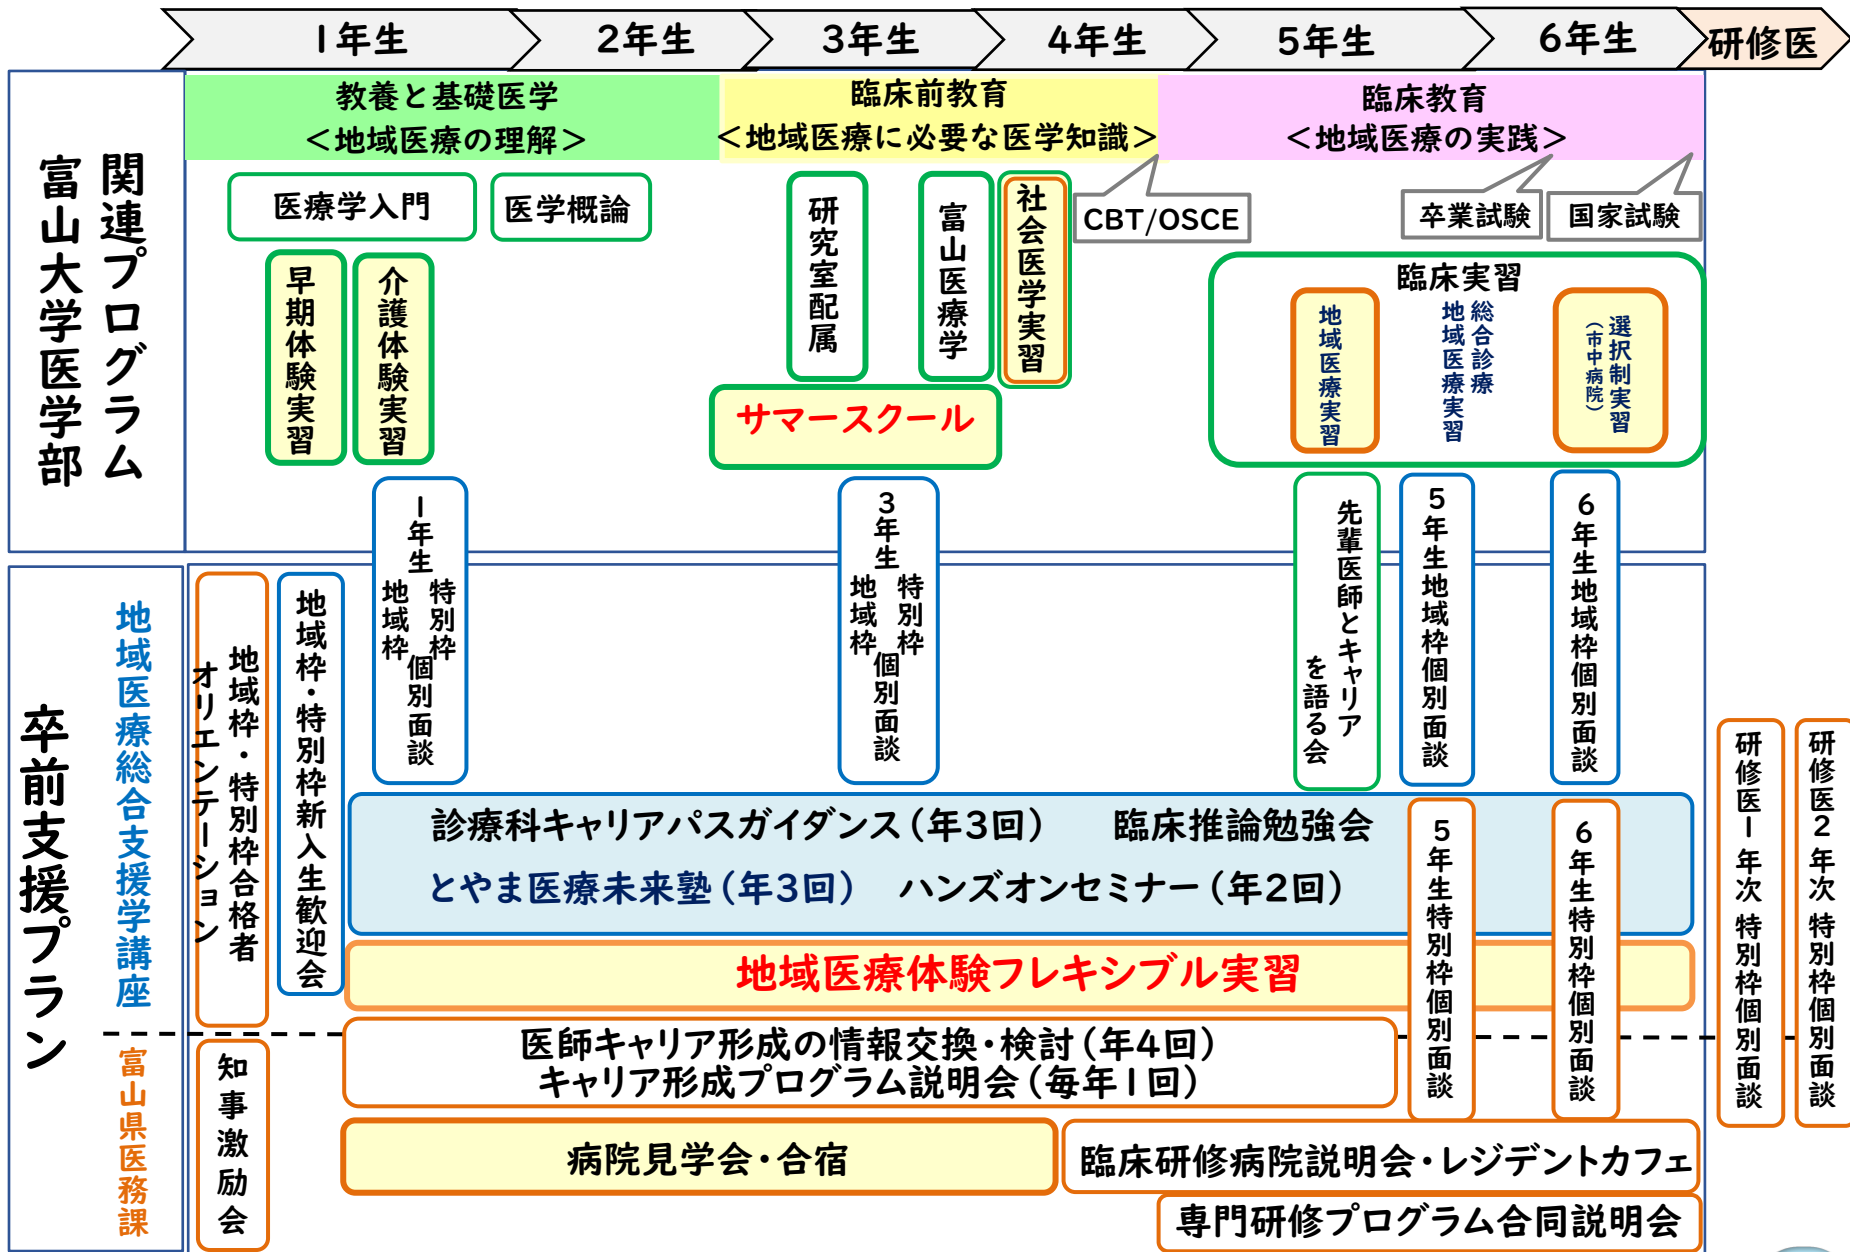 1年生
2年生
3年生
4年生
5年生
6年生
研修医
富山大学医学部
関連プログラム
教養と基礎医学
＜地域医療の理解＞
臨床前教育
＜地域医療に必要な医学知識＞
臨床教育
＜地域医療の実践＞
医療学入門
医学概論
早期体験実習
介護体験実習
研究室配属
富山医療学
社会医学実習
CBT/OSCE
卒業試験
国家試験
サマースクール
臨床実習
地域医療実習
総合診療
地域医療実習
選択制実習
（市中病院）
1年生
特別枠
地域枠
個別面談
3年生
特別枠
地域枠
個別面談
先輩医師とキャリア
を語る会
5年生地域枠個別面談
6年生地域枠個別面談
卒前支援プラン
地域医療総合支援学講座
富山県医務課
地域枠・特別枠合格者
オリエンテーション
地域枠・特別枠新入生歓迎会
診療科キャリアパスガイダンス（年3回）
臨床推論勉強会
とやま医療未来塾（年3回）
ハンズオンセミナー（年2回）
地域医療体験フレキシブル実習
5年生特別枠個別面談
6年生特別枠個別面談
研修医1年次 特別枠個別面談
研修医2年次 特別枠個別面談
知事激励会
医師キャリア形成の情報交換・検討（年4回）
キャリア形成プログラム説明会（毎年1回）
病院見学会・合宿
臨床研修病院説明会・レジデントカフェ
専門研修プログラム合同説明会